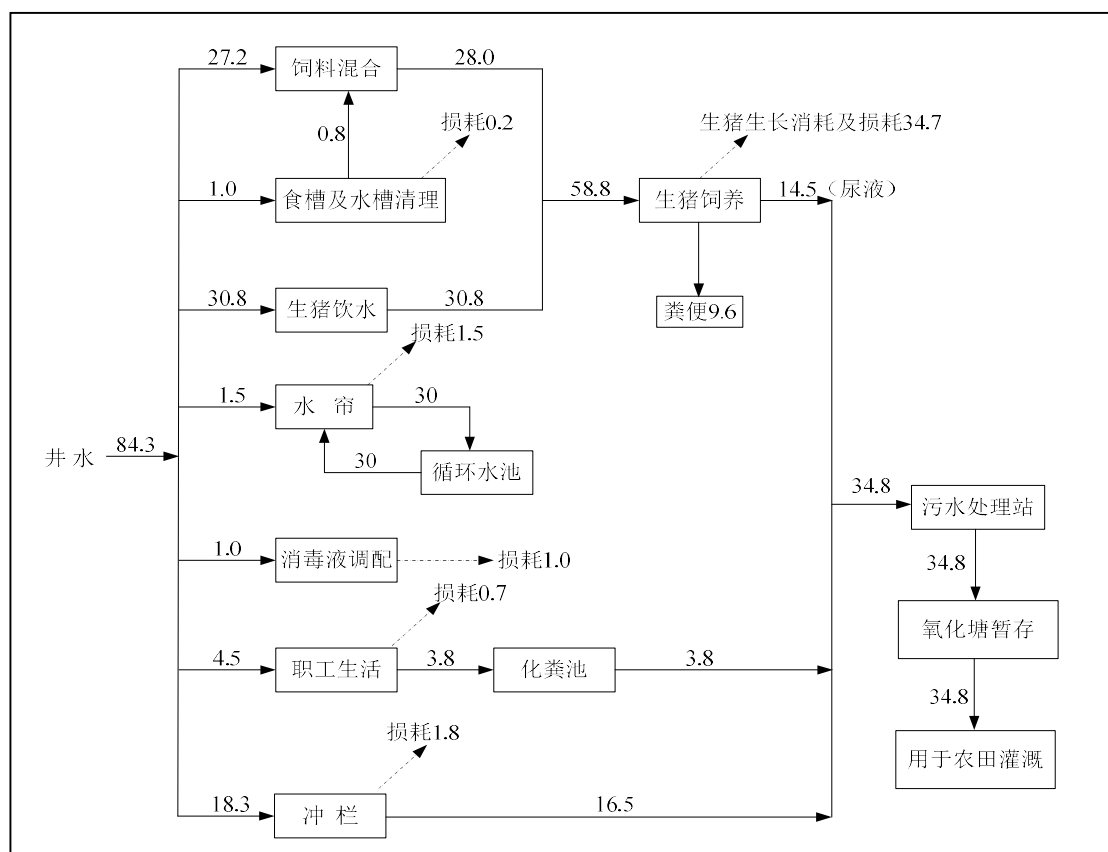 27.2
饲料混合
28.0
0.8
损耗0.2
生猪生长消耗及损耗34.7
1.0
食槽及水槽清理
58.8
生猪饲养
14.5（尿液）
30.8
生猪饮水
30.8
粪便9.6
损耗1.5
1.5
水 帘
30
井水
84.3
30
循环水池
34.8
污水处理站
1.0
消毒液调配
损耗1.0
34.8
损耗0.7
氧化塘暂存
4.5
职工生活
3.8
化粪池
3.8
34.8
损耗1.8
用于农田灌溉
18.3
冲 栏
16.5